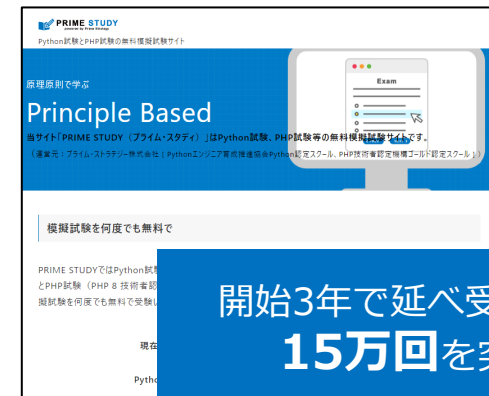 PRIME STUDY
powered by Prime Strategy
Python試験とPHP試験の無料模擬試験サイト
Exam
原理原則で学ぶ
Principle Based
当サイト「PRIME STUDY（プライム・スタディ）」はPython試験、PHP試験等の無料模擬試験サイトです。
（運営元：プライム・ストラテジー株式会社 | Pythonエンジニア育成推進協会Python認定スクール、PHP技術者認定機構ゴールド認定スクール | ）
模擬試験を何度でも無料で
PRIME STUDYではPython試
とPHP試験（PHP 8 技術者認
擬試験を何度でも無料で受験し
開始3年で延べ受
15万回を突
現在
Pytho